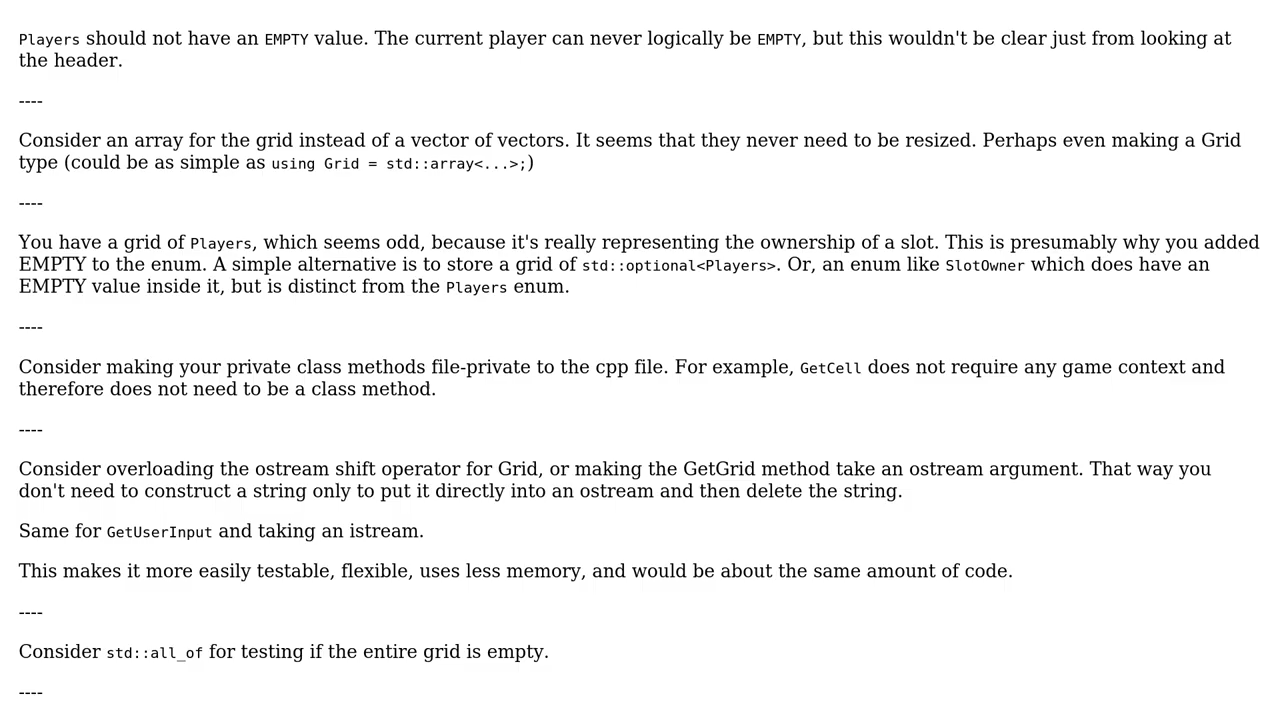 Players should not have an EMPTY value. The current player can never logically be EMPTY, but this wouldn't be clear just from looking at
the header.
----
Consider an array for the grid instead of a vector of vectors. It seems that they never need to be resized. Perhaps even making a Grid
type (could be as simple as using Grid = std::array<...>;)
----
You have a grid of Players, which seems odd, because it's really representing the ownership of a slot. This is presumably why you added
EMPTY to the enum. A simple alternative is to store a grid of std::optional<Players>. Or, an enum like SlotOwner which does have an
EMPTY value inside it, but is distinct from the Players enum.
----
Consider making your private class methods file-private to the cpp file. For example, GetCell does not require any game context and
therefore does not need to be a class method.
----
Consider overloading the ostream shift operator for Grid, or making the GetGrid method take an ostream argument. That way you
don't need to construct a string only to put it directly into an ostream and then delete the string.
Same for GetUserInput and taking an istream.
This makes it more easily testable, flexible, uses less memory, and would be about the same amount of code.
----
Consider std::all_of for testing if the entire grid is empty.
----